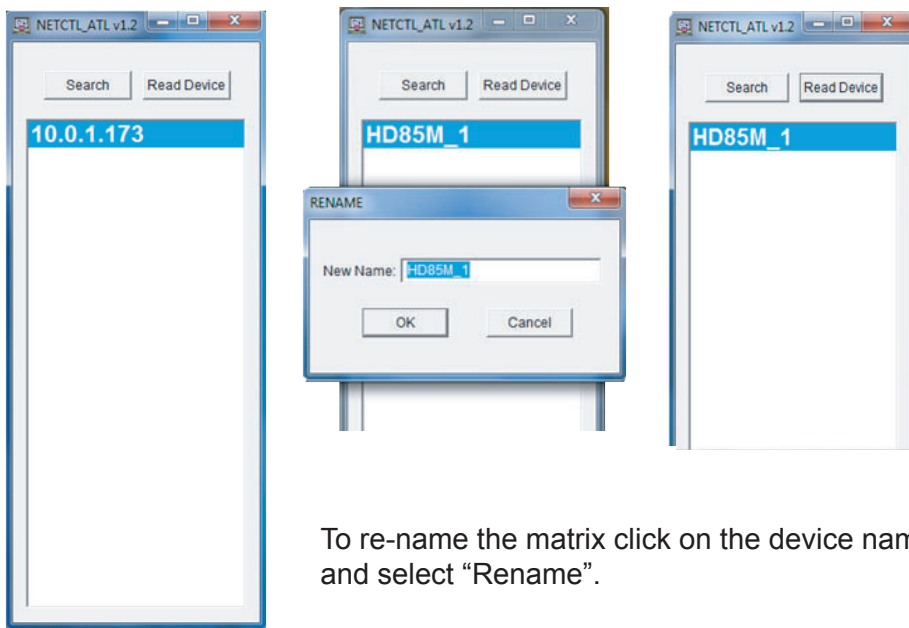 NETCTL_ATL v1.2
Search Read Device
10.0.1.173
NETCTL_ATL v1.2
Search Read Device
HD85M_1
RENAME
New Name: HD85M_1
OK Cancel
NETCTL_ATL v1.2
Search Read Device
HD85M_1
To re-name the matrix click on the device nam
and select “Rename”.